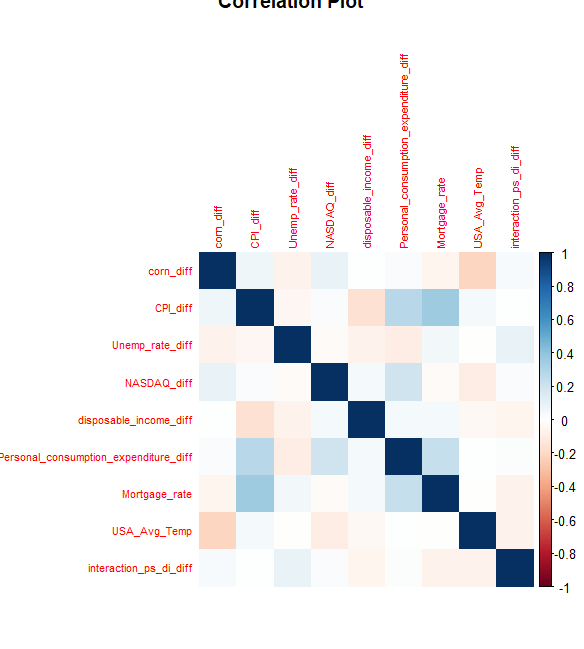 Correlation Plot
corn_diff
CPI_diff
Unemp_rate_diff
NASDAQ_diff
disposable_income_diff
Personal_consumption_expenditure_diff
Mortgage_rate
USA_Avg_Temp
interaction_ps_di_diff
corn_diff
CPI_diff
Unemp_rate_diff
NASDAQ_diff
disposable_income_diff
Personal_consumption_expenditure_diff
Mortgage_rate
USA_Avg_Temp
interaction_ps_di_diff
1
0.8
0.6
0.4
0.2
0
-0.2
-0.4
-0.6
-0.8
-1